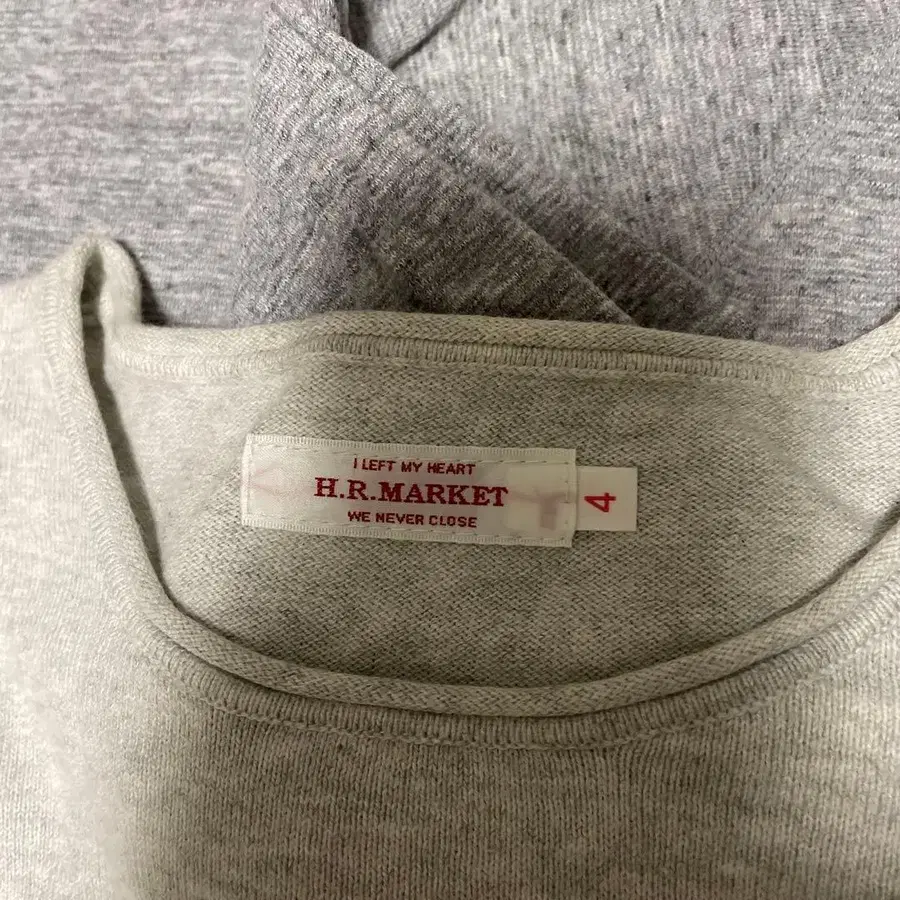 I LEFT MY HEART
H.R.MARKET
WE NEVER CLOSE
4